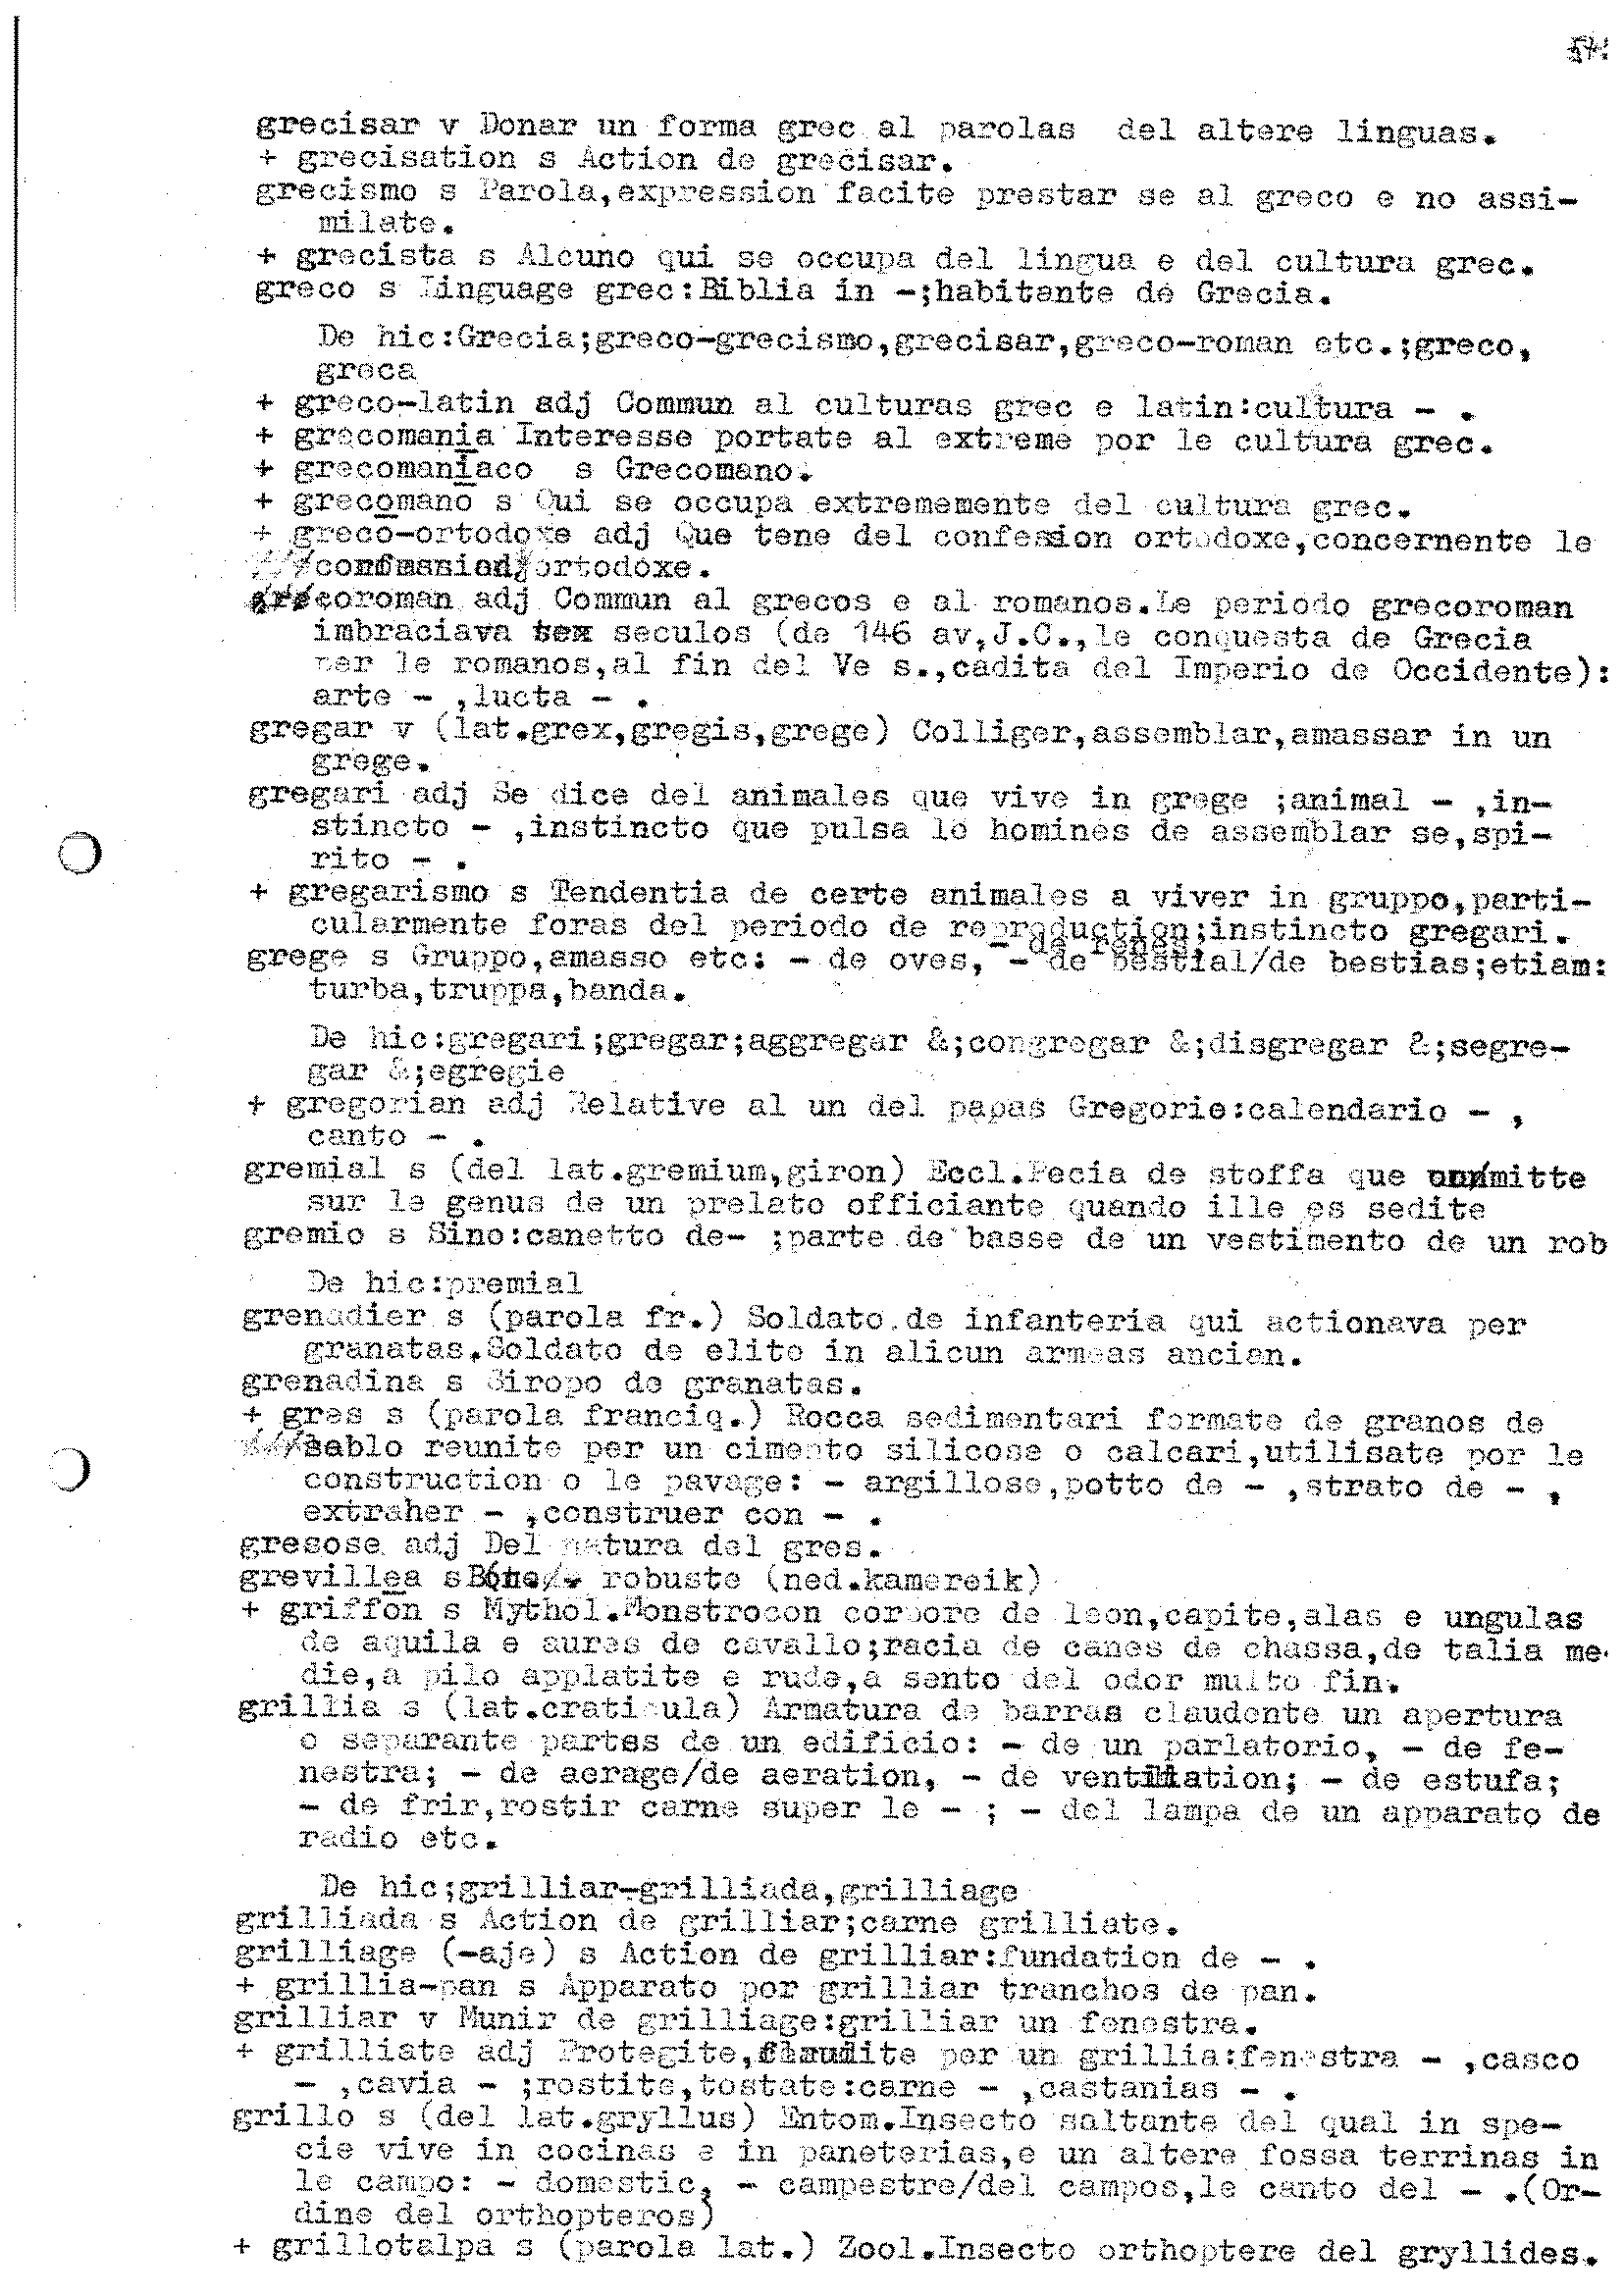 grecisar v Donar un forma grec al parolas del altere linguas.
+ grecisation s Action de grecisar.
grecismo s Parola,expression facite prestar se al greco e no assi-
milate.
+ grecista s Alcuno qui se occupa del lingua e del cultura grec.
greco s Linguage grec:Biblia in -;habitante de Grecia.
De hic:Grecia;greco-grecismo,grecisar,greco-roman etc.;greco,
greca
+ greco-latin adj Commun al culturas grec e latin:cultura - .
+ grecomania Interesse portate al extreme por le cultura grec.
+ grecomaniaco s Grecomano.
+ grecomano s Qui se occupa extrememente del cultura grec.
+ greco-ortodoxe adj Que tene del confession ortodoxe,concernente le
ortodoxe.
grecoroman adj Commun al grecos e al romanos.Le periodo grecoroman
imbraciava sex seculos (de 146 av,J.C.,le conquesta de Grecia
per le romanos,al fin del Ve s.,cadita del Imperio de Occidente):
arte - ,lucta - .
gregar v (lat.grex,gregis,grege) Colliger,assemblar,amassar in un
grege.
gregari adj Se dice del animales que vive in grege ;animal - ,in-
stincto - ,instincto que pulsa le homines de assemblar se,spi-
rito - .
+ gregarismo s Tendentia de certe animales a viver in gruppo,parti-
cularmente foras del periodo de reproduction;instincto gregari.
- de renes,
grege s Gruppo,amasso etc: - de oves, - de bestial/de bestias;etiam:
turba,truppa,banda.
De hic:gregari;gregar;aggregar &;congregar &;disgregar &;segre-
gar &;egregie
+ gregorian adj Relative al un del papas Gregorio:calendario - ,
canto - .
gremial s (del lat.gremium,giron) Eccl.Pecia de stoffa que on mitte
sur le genus de un prelato officiante quando ille es sedite
gremio s Sino:canetto de- ;parte de basse de un vestimento de un rob
De hic:premial
grenadier s (parola fr.) Soldato de infanteria qui actionava per
granatas.Soldato de elite in alicun armeas ancian.
grenadina s Siropo de granatas.
+ gres s (parola franciq.) Rocca sedimentari formate de granos de
sablo reunite per un cimento silicose o calcari,utilisate por le
construction o le pavage: - argillose,potto de - ,strato de - ,
extraher - ,construer con - .
gresose adj Del natura del gres.
grevillea s Bot. robuste (ned.kamereik)
+ griffon s Mythol.Monstrocon corpore de leon,capite,alas e ungulas
de aquila e aures de cavallo;racia de canes de chassa,de talia me-
die,a pilo applatite e rude,a sento del odor multo fin.
grillia s (lat.craticula) Armatura de barras claudente un apertura
o separante partes de un edificio: - de un parlatorio, - de fe-
nestra; - de aerage/de aeration, - de ventilation; - de estufa;
- de frir,rostir carne super le - ; - del lampa de un apparato de
radio etc.
De hic;grilliar-grilliada,grilliage
grilliada s Action de grilliar;carne grilliate.
grilliage (-aje) s Action de grilliar:fundation de - .
+ grillia-pan s Apparato por grilliar tranchos de pan.
grilliar v Munir de grilliage:grilliar un fenestra.
+ grilliate adj Protegite,claudite per un grillia:fenestra - ,casco
- ,cavia - ;rostite,tostate:carne - ,castanias - .
grillo s (del lat.gryllus) Entom.Insecto saltante del qual in spe-
cie vive in cocinas e in paneterias,e un altere fossa terrinas in
le campo: - domestic, - campestre/del campos,le canto del - .(Or-
dine del orthopteros)
+ grillotalpa s (parola lat.) Zool.Insecto orthoptere del gryllides.